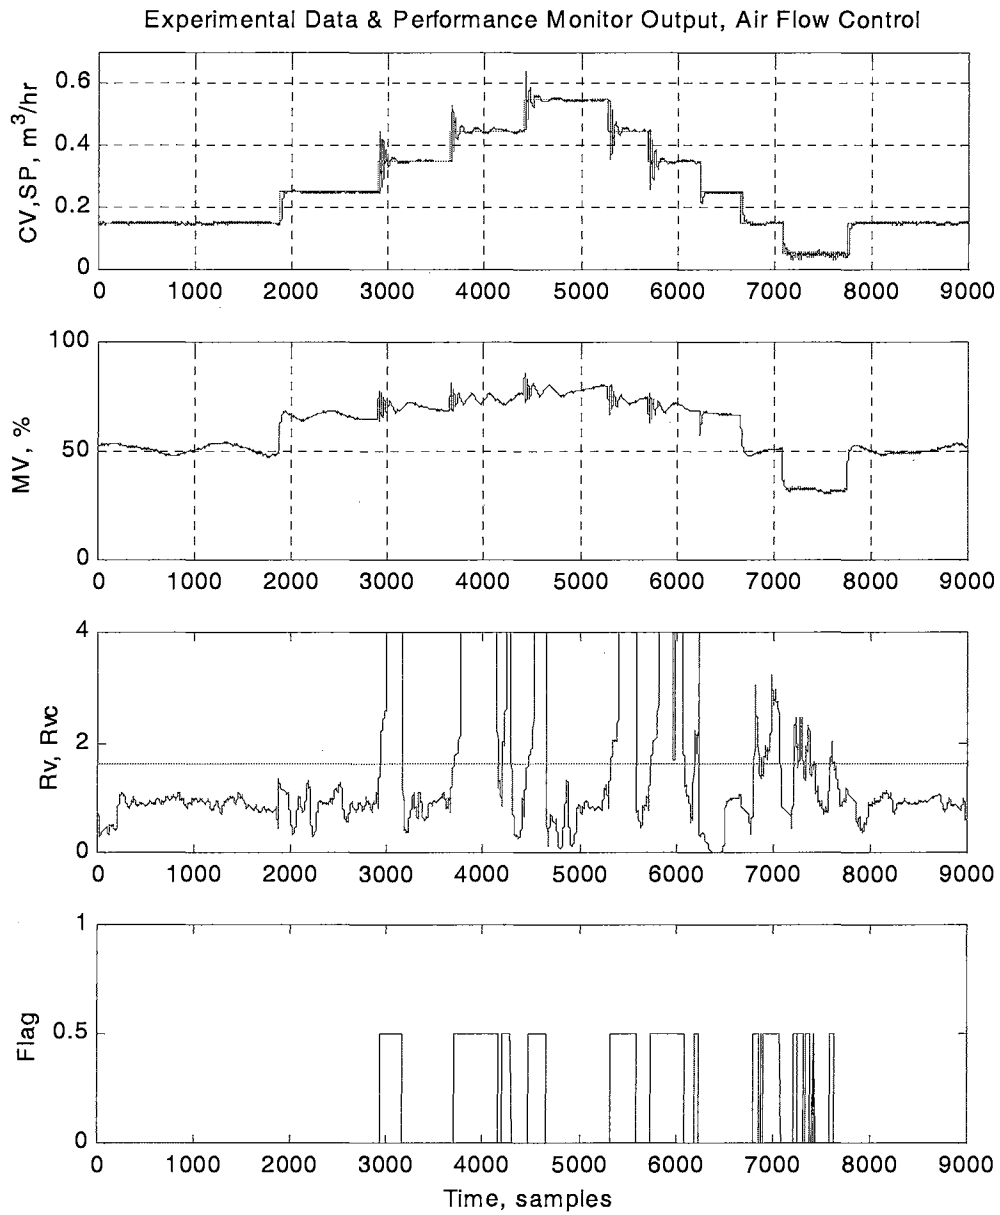 Experimental Data & Performance Monitor Output, Air Flow Control
CV,SP, m³/hr
0.6
0.4
0.2
0
0 1000 2000 3000 4000 5000 6000 7000 8000 9000
MV, %
100
50
0
0 1000 2000 3000 4000 5000 6000 7000 8000 9000
Rv, Rvc
4
2
0
0 1000 2000 3000 4000 5000 6000 7000 8000 9000
Flag
1
0.5
0
0 1000 2000 3000 4000 5000 6000 7000 8000 9000
Time, samples